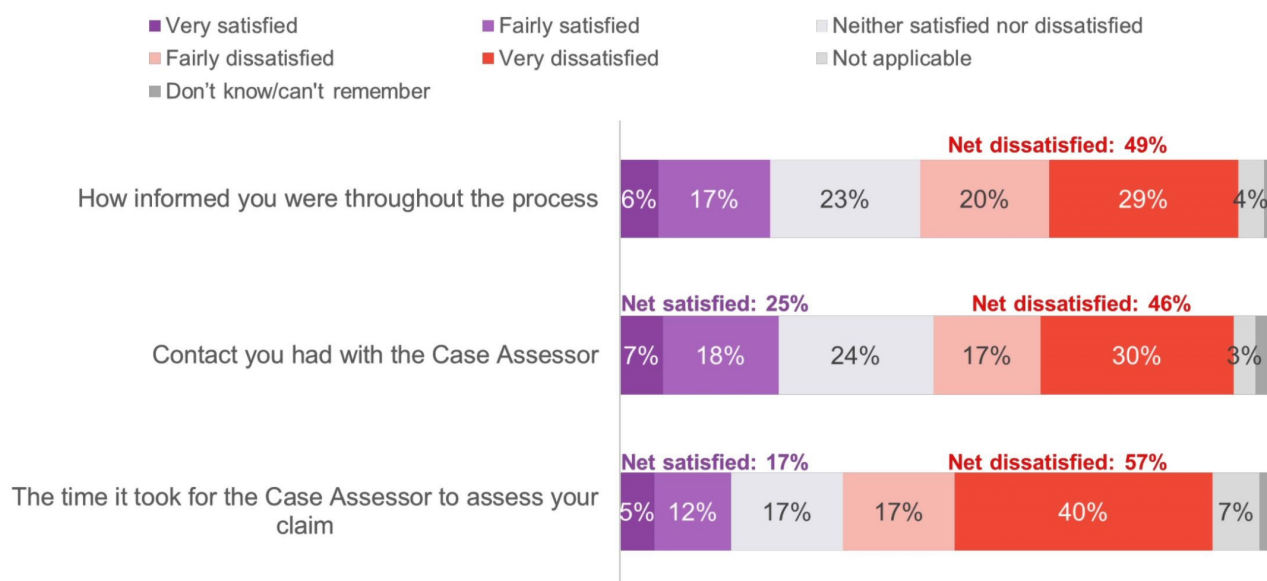 Very satisfied Fairly satisfied Neither satisfied nor dissatisfied
Fairly dissatisfied Very dissatisfied Not applicable
Don’t know/can't remember
Net dissatisfied: 49%
How informed you were throughout the process 6% 17% 23% 20% 29% 4%
Net satisfied: 25% Net dissatisfied: 46%
Contact you had with the Case Assessor 7% 18% 24% 17% 30% 3%
Net satisfied: 17% Net dissatisfied: 57%
The time it took for the Case Assessor to assess your
claim
5% 12% 17% 17% 40% 7%